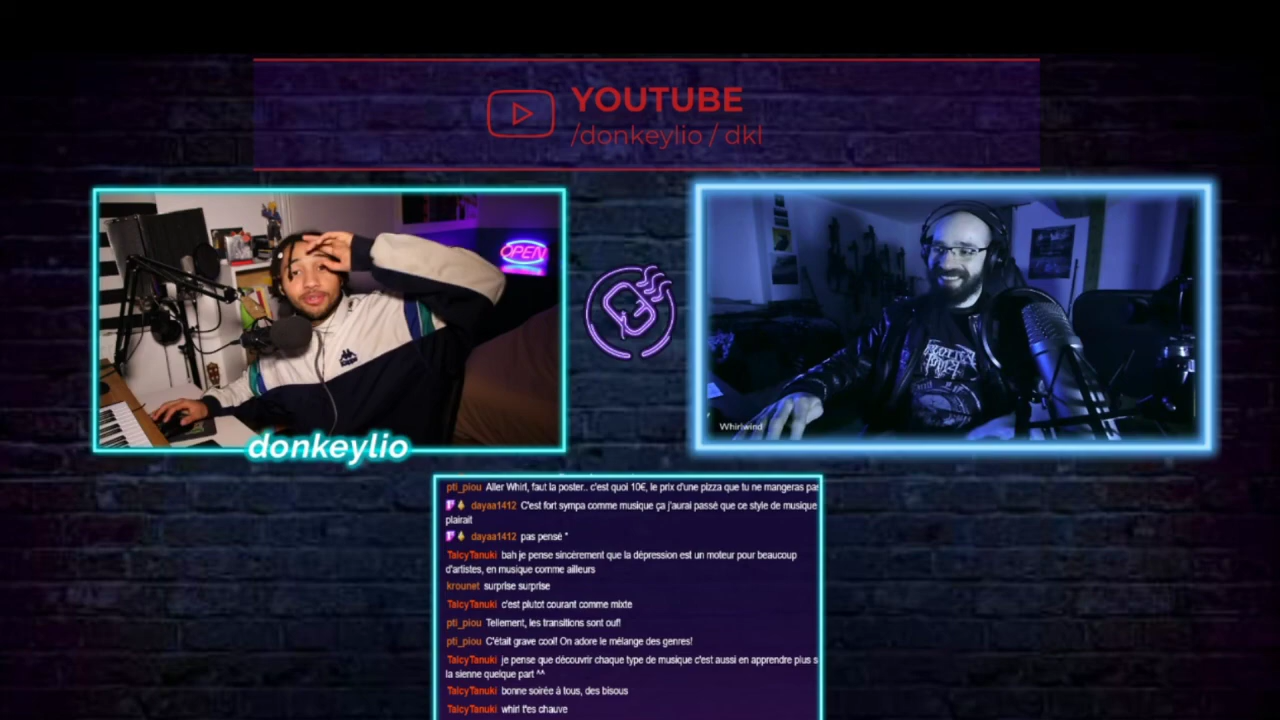 YOUTUBE
/donkeylio / dkl
OPEN
Kappa
donkeylio
Whirlwind
pti_piou Aller Whirl, faut la poster.. c'est quoi 10€, le prix d'une pizza que tu ne mangeras pas
dayaa1412 C'est fort sympa comme musique ça j'aurai passé que ce style de musique
plairait
dayaa1412 pas pensé *
TalcyTanuki bah je pense sincèrement que la dépression est un moteur pour beaucoup
d'artistes, en musique comme ailleurs
krounet surprise surprise
TalcyTanuki c'est plutot courant comme mixte
pti_piou Tellement, les transitions sont ouf!
pti_piou C'était grave cool! On adore le mélange des genres!
TalcyTanuki je pense que découvrir chaque type de musique c'est aussi en apprendre plus s
la sienne quelque part ^^
TalcyTanuki bonne soirée à tous, des bisous
TalcyTanuki whirl t'es chauve